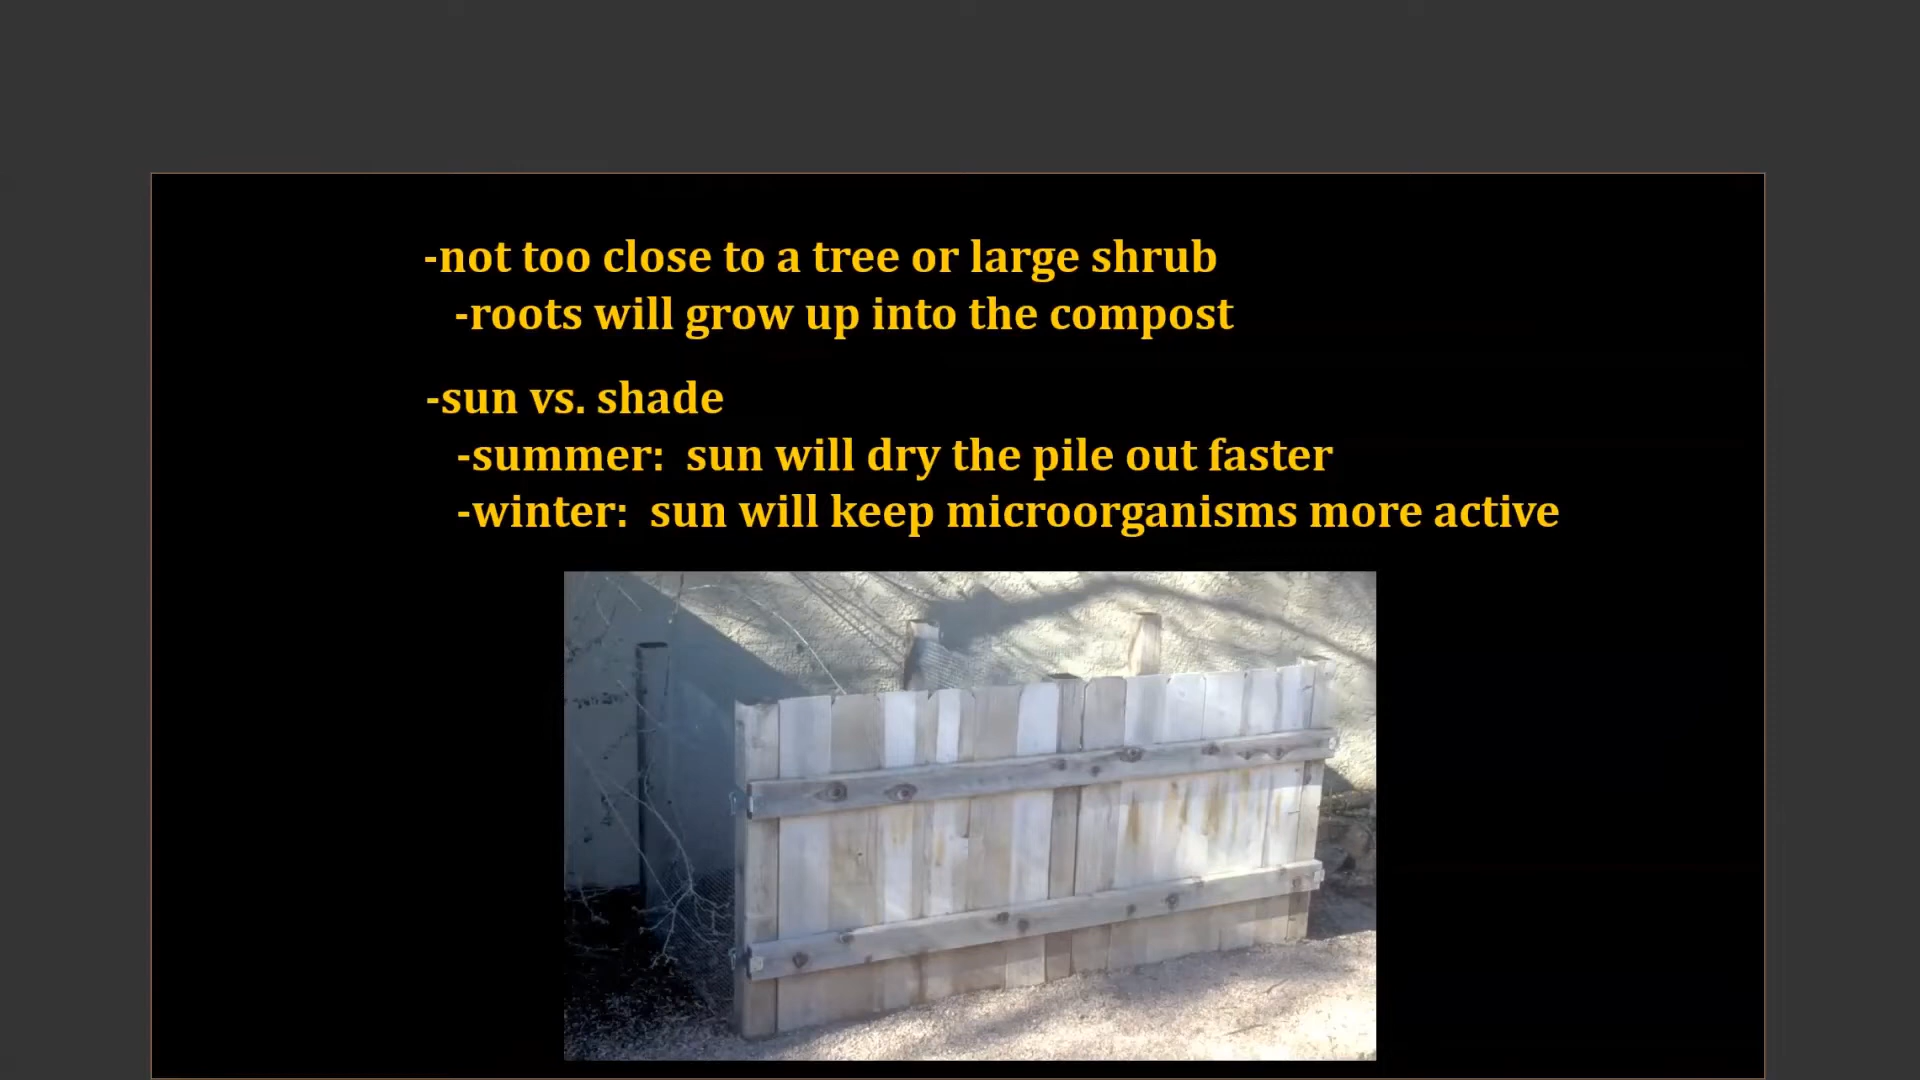 -not too close to a tree or large shrub
-roots will grow up into the compost
-sun vs. shade
-summer:  sun will dry the pile out faster
-winter:  sun will keep microorganisms more active